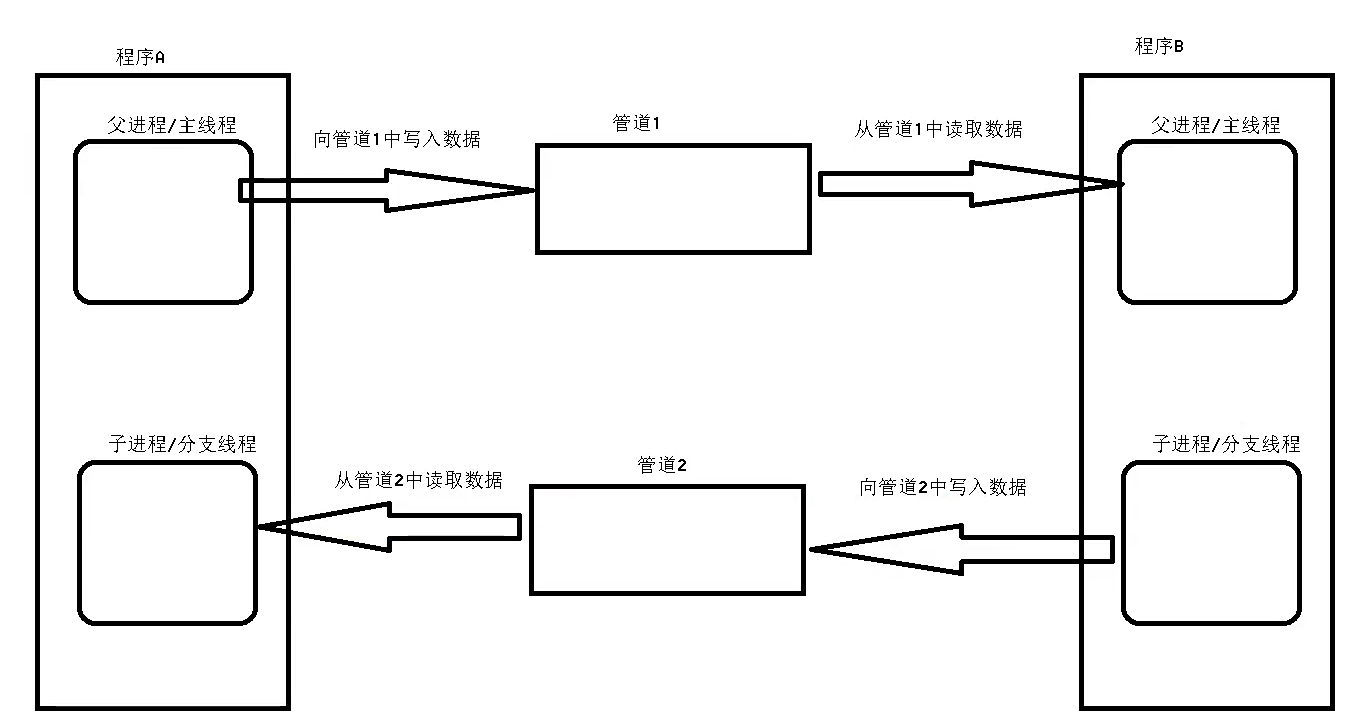 程序A
程序B
父进程/主线程
向管道1中写入数据
管道1
从管道1中读取数据
父进程/主线程
子进程/分支线程
从管道2中读取数据
管道2
向管道2中写入数据
子进程/分支线程